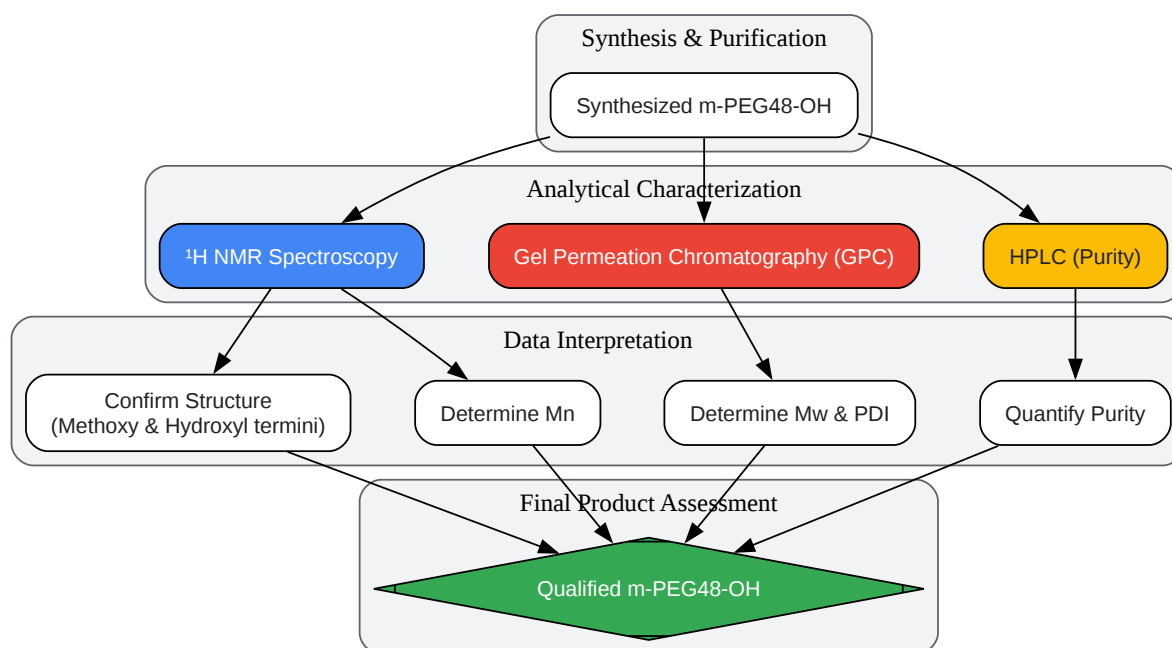 Synthesis & Purification
Synthesized m-PEG48-OH
Analytical Characterization
¹H NMR Spectroscopy
Gel Permeation Chromatography (GPC)
HPLC (Purity)
Data Interpretation
Confirm Structure
(Methoxy & Hydroxyl termini)
Determine Mn
Determine Mw & PDI
Quantify Purity
Final Product Assessment
Qualified m-PEG48-OH